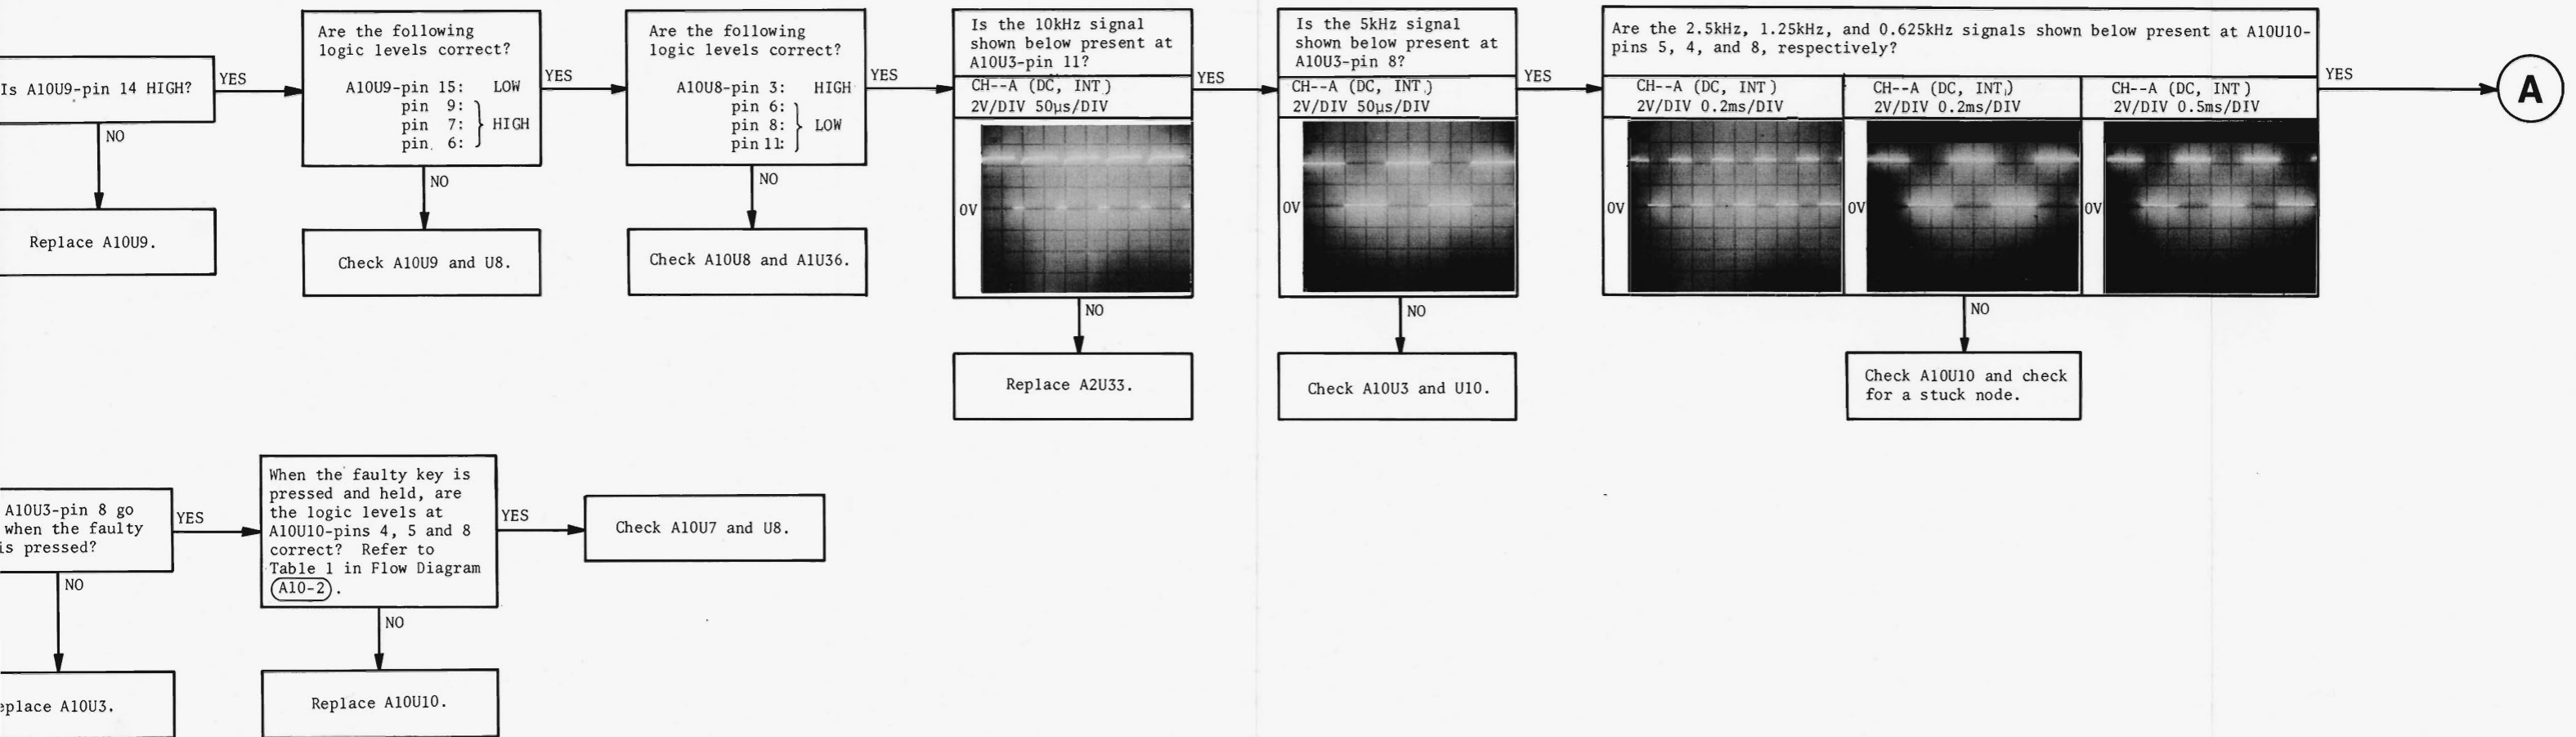 Is A10U9-pin 14 HIGH?
YES
NO
Replace A10U9.
Are the following
logic levels correct?
A10U9-pin 15: LOW
pin 9:
pin 7: HIGH
pin 6:
YES
NO
Check A10U9 and U8.
Are the following
logic levels correct?
A10U8-pin 3: HIGH
pin 6:
pin 8: LOW
pin 11:
YES
NO
Check A10U8 and A1U36.
Is the 10kHz signal
shown below present at
A10U3-pin 11?
CH--A (DC, INT)
2V/DIV 50µs/DIV
0V
YES
NO
Replace A2U33.
Is the 5kHz signal
shown below present at
A10U3-pin 8?
CH--A (DC, INT)
2V/DIV 50µs/DIV
0V
YES
NO
Check A10U3 and U10.
Are the 2.5kHz, 1.25kHz, and 0.625kHz signals shown below present at A10U10-
pins 5, 4, and 8, respectively?
CH--A (DC, INT)
2V/DIV 0.2ms/DIV
0V
CH--A (DC, INT)
2V/DIV 0.2ms/DIV
0V
CH--A (DC, INT)
2V/DIV 0.5ms/DIV
0V
YES
A
NO
Check A10U10 and check
for a stuck node.
A10U3-pin 8 go
when the faulty
is pressed?
YES
NO
eplace A10U3.
When the faulty key is
pressed and held, are
the logic levels at
A10U10-pins 4, 5 and 8
correct? Refer to
Table 1 in Flow Diagram
A10-2 .
YES
NO
Replace A10U10.
Check A10U7 and U8.